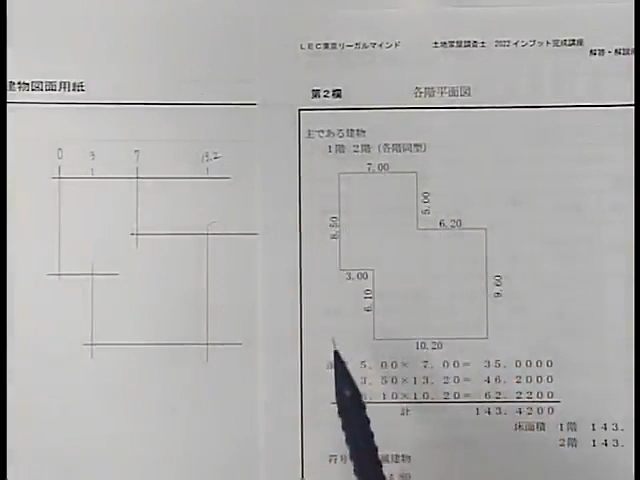 LEC東京リーガルマインド 土地家屋調査士 2022インプット完成講座
解答・解説
建物図面用紙
第2欄 各階平面図
0 3 7 13.2
主である建物
1階 2階 (各階同型)
7.00
5.00
8.50
6.20
3.00
6.10
9.60
10.20
5.00×7.00=35.0000
3.50×13.20=46.2000
10×10.20=62.2200
計 143.4200
床面積 1階 143.
2階 143.
符号
建物